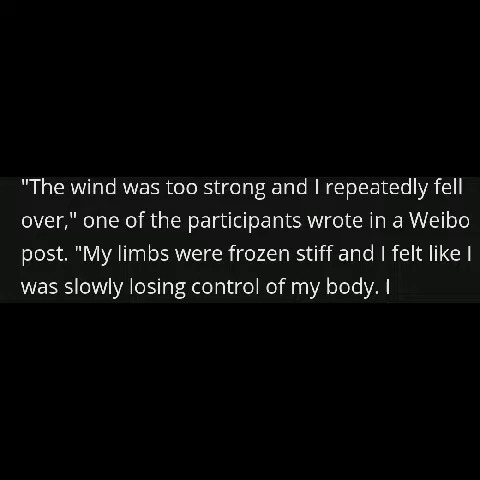 "The wind was too strong and I repeatedly fell
over," one of the participants wrote in a Weibo
post. "My limbs were frozen stiff and I felt like I
was slowly losing control of my body. I